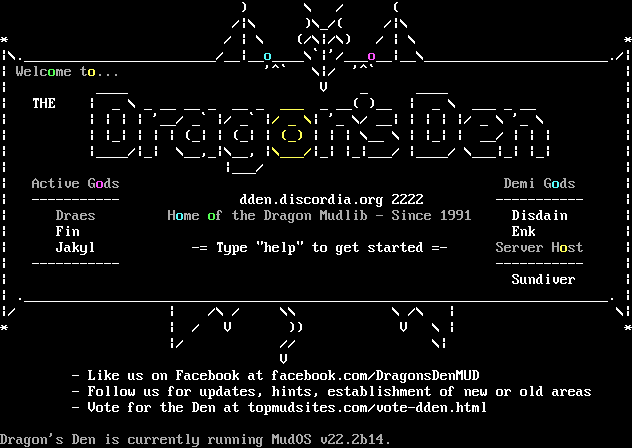 Welcome to...
THE
Dragon's Den
Active Gods
Demi Gods
dden.discordia.org 2222
Draes
Home of the Dragon Mudlib - Since 1991
Disdain
Fin
Enk
Jakyl
-= Type "help" to get started =-
Server Host
Sundiver
- Like us on Facebook at facebook.com/DragonsDenMUD
- Follow us for updates, hints, establishment of new or old areas
- Vote for the Den at topmudsites.com/vote-dden.html
Dragon's Den is currently running MudOS v22.2b14.